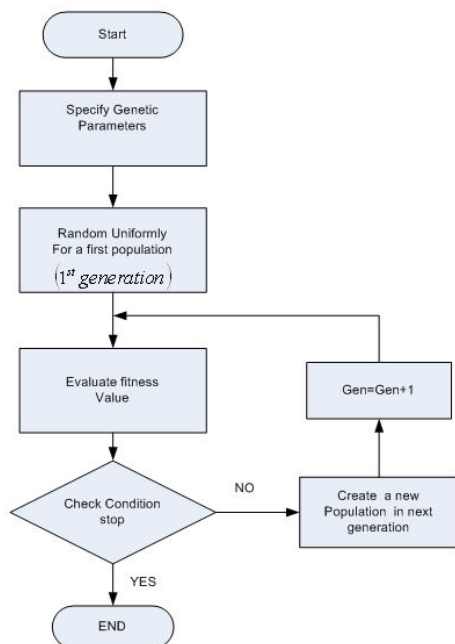 Start
Specify Genetic
Parameters
Random Uniformly
For a first population
(1st generation)
Evaluate fitness
Value
Gen=Gen+1
Check Condition
stop
NO
Create a new
Population in next
generation
YES
END